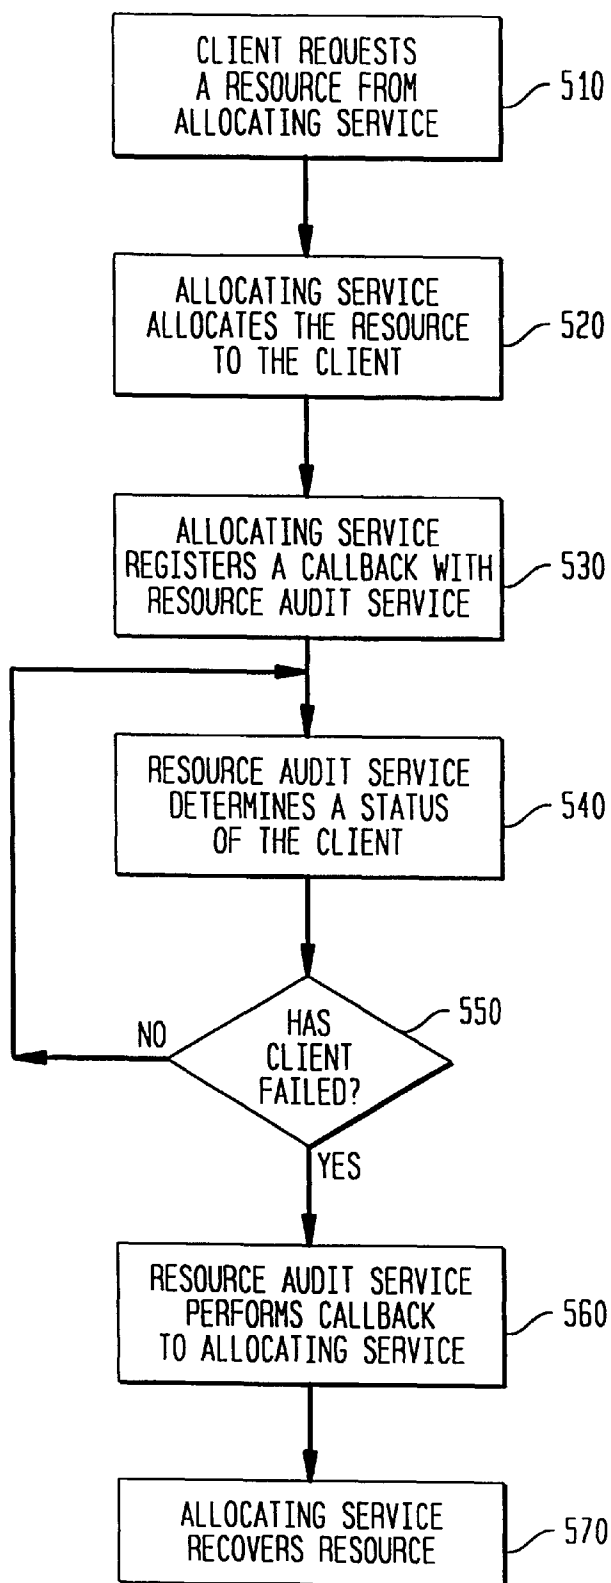 CLIENT REQUESTS
A RESOURCE FROM
ALLOCATING SERVICE
510
ALLOCATING SERVICE
ALLOCATES THE RESOURCE
TO THE CLIENT
520
ALLOCATING SERVICE
REGISTERS A CALLBACK WITH
RESOURCE AUDIT SERVICE
530
RESOURCE AUDIT SERVICE
DETERMINES A STATUS
OF THE CLIENT
540
HAS
CLIENT
FAILED?
550
NO
YES
RESOURCE AUDIT SERVICE
PERFORMS CALLBACK
TO ALLOCATING SERVICE
560
ALLOCATING SERVICE
RECOVERS RESOURCE
570